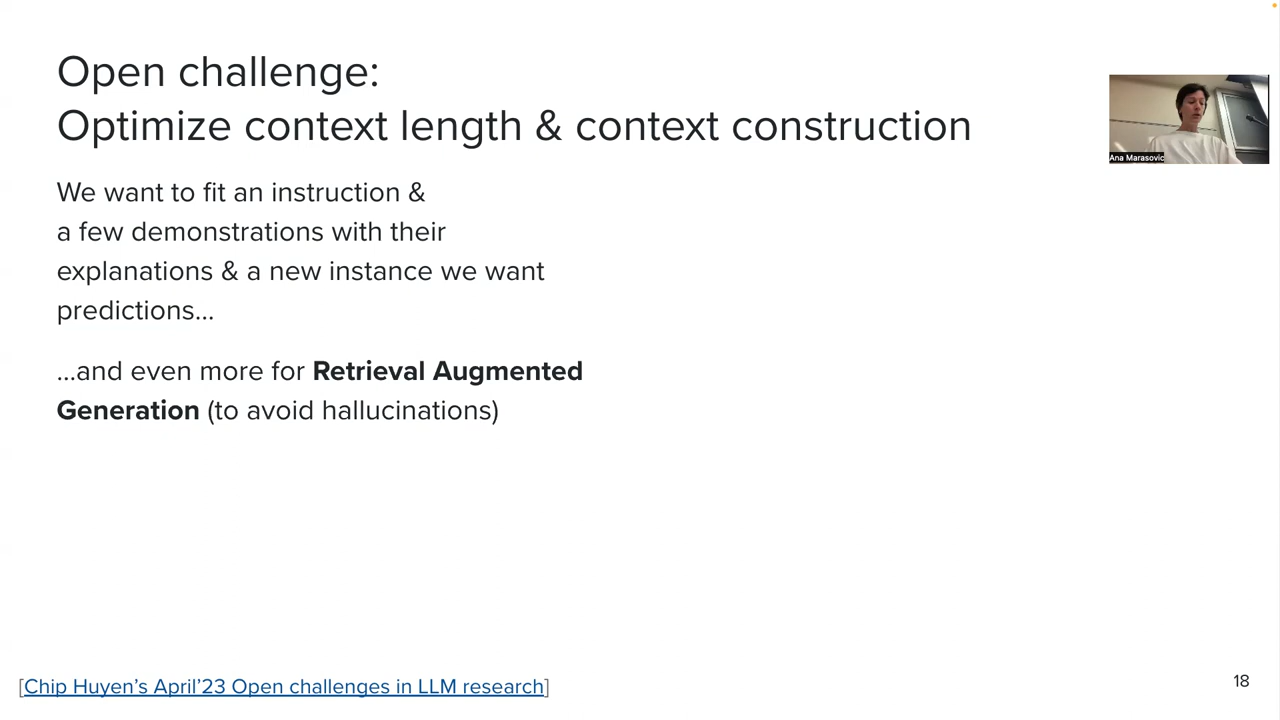 Open challenge:
Optimize context length & context construction
Ana Marasovic
We want to fit an instruction &
a few demonstrations with their
explanations & a new instance we want
predictions…
…and even more for Retrieval Augmented
Generation (to avoid hallucinations)
[Chip Huyen’s April’23 Open challenges in LLM research]
18